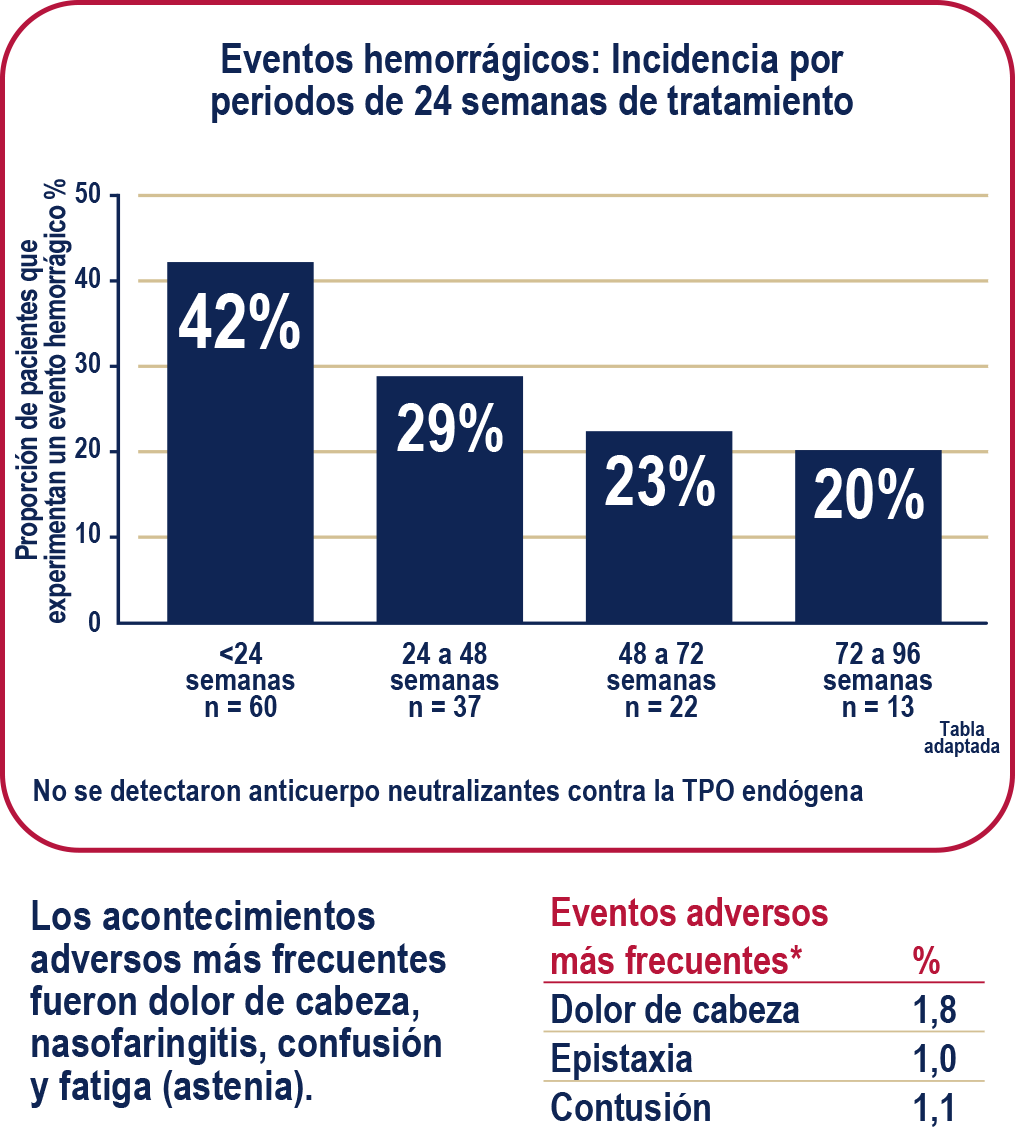 Eventos hemorrágicos: Incidencia por
periodos de 24 semanas de tratamiento
Proporción de pacientes que
experimentan un evento hemorrágico %
50
40
30
20
10
0
42%
29%
23%
20%
<24
semanas
n = 60
24 a 48
semanas
n = 37
48 a 72
semanas
n = 22
72 a 96
semanas
n = 13
Tabla
adaptada
No se detectaron anticuerpo neutralizantes contra la TPO endógena
Los acontecimientos
adversos más frecuentes
fueron dolor de cabeza,
nasofaringitis, confusión
y fatiga (astenia).
Eventos adversos
más frecuentes* %
Dolor de cabeza 1,8
Epistaxia 1,0
Contusión 1,1